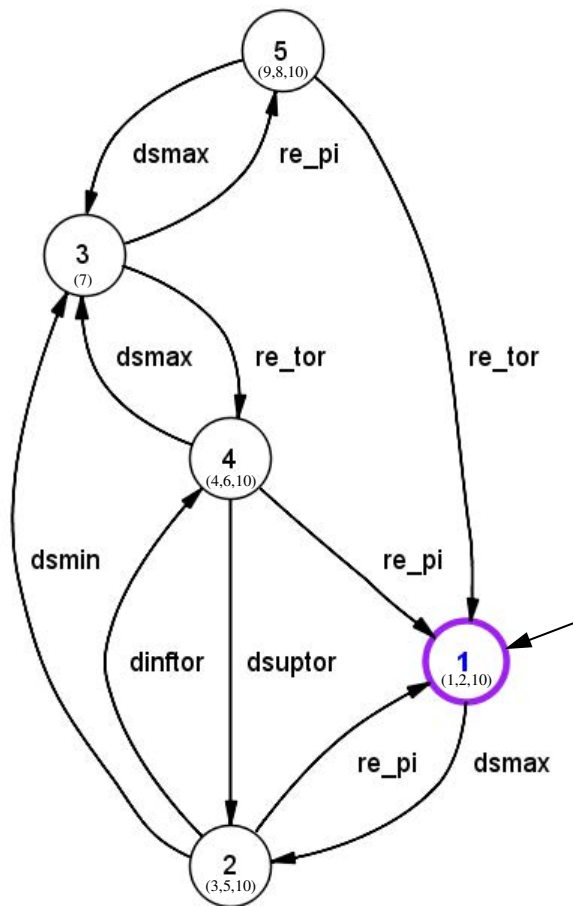 5
(9,8,10)
dsmax
re_pi
3
(7)
dsmax
re_tor
re_tor
4
(4,6,10)
dsmin
re_pi
dinftor
dsuptor
1
(1,2,10)
re_pi
dsmax
2
(3,5,10)